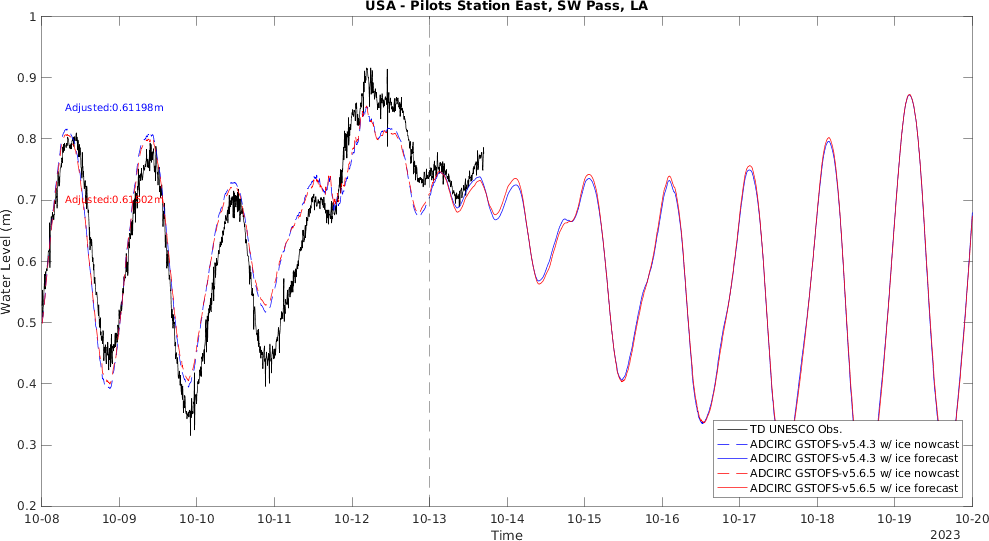 USA - Pilots Station East, SW Pass, LA
1
0.9
0.8
0.7
0.6
0.5
0.4
0.3
0.2
Water Level (m)
Adjusted:0.61198m
Adjusted:0.61602m
TD UNESCO Obs.
ADCIRC GSTOFS-v5.4.3 w/ ice nowcast
ADCIRC GSTOFS-v5.4.3 w/ ice forecast
ADCIRC GSTOFS-v5.6.5 w/ ice nowcast
ADCIRC GSTOFS-v5.6.5 w/ ice forecast
10-08 10-09 10-10 10-11 10-12 10-13 10-14 10-15 10-16 10-17 10-18 10-19 10-20
Time
2023